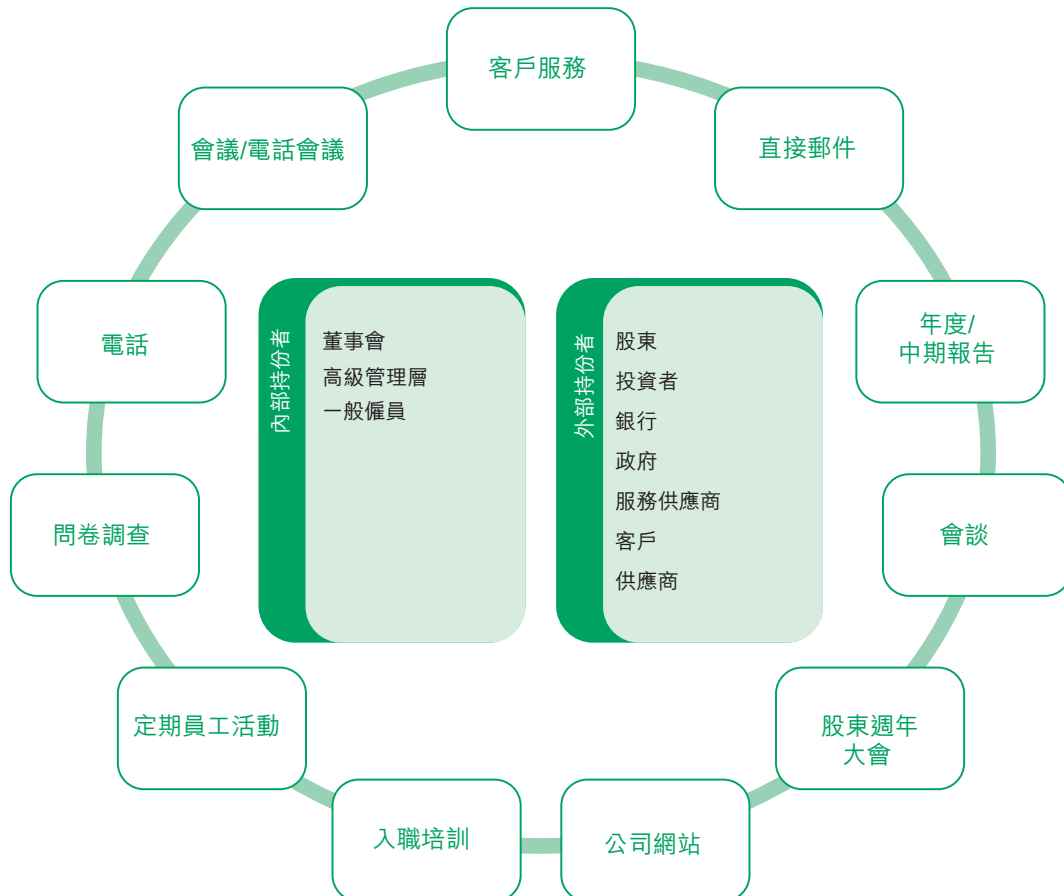 客戶服務
直接郵件
年度/
中期報告
會談
股東週年
大會
公司網站
入職培訓
定期員工活動
問卷調查
電話
會議/電話會議
內部持份者
董事會
高級管理層
一般僱員
外部持份者
股東
投資者
銀行
政府
服務供應商
客戶
供應商